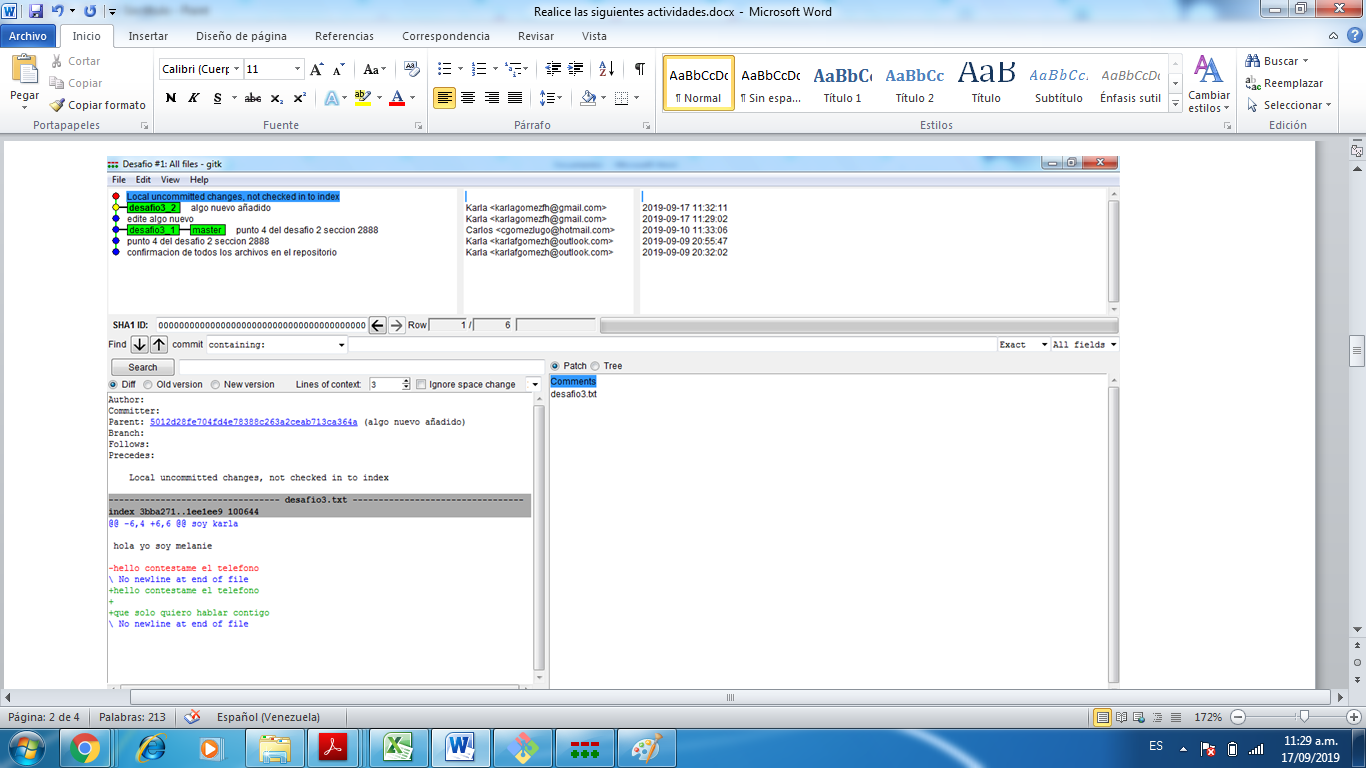 Realice las siguientes actividades.docx - Microsoft Word
Archivo Inicio Insertar Diseño de página Referencias Correspondencia Revisar Vista
Pegar
Cortar
Copiar
Copiar formato
Portapapeles
Calibri (Cuerp 11
Aa
N K S abc x₂ x²
Fuente
Párrafo
AaBbCcDc AaBbCcDc AaBbCc AaBbCc AaB AaBbCc. AaBbCcDc
¶ Normal ¶ Sin espa... Título 1 Título 2 Título Subtítulo Énfasis sutil
Cambiar estilos
Estilos
Buscar
Reemplazar
Seleccionar
Edición
Desafio #1: All files - gitk
File Edit View Help
Local uncommitted changes, not checked in to index
desafio3_2 algo nuevo añadido Karla <karlagomezfh@gmail.com> 2019-09-17 11:32:11
edite algo nuevo Karla <karlagomezfh@gmail.com> 2019-09-17 11:29:02
desafio3_1 master punto 4 del desafio 2 seccion 2888 Carlos <cgomezlugo@hotmail.com> 2019-09-10 11:33:06
punto 4 del desafio 2 seccion 2888 Karla <karlafgomezh@outlook.com> 2019-09-09 20:55:47
confirmacion de todos los archivos en el repositorio Karla <karlafgomezh@outlook.com> 2019-09-09 20:32:02
SHA1 ID: 0000000000000000000000000000000000000000 Row 1 / 6
Find commit containing: Exact All fields
Search
Patch Tree
Diff Old version New version Lines of context: 3 Ignore space change
Comments
desafio3.txt
Author:
Committer:
Parent: 5012d28fe704fd4e78388c263a2ceab713ca364a (algo nuevo añadido)
Branch:
Follows:
Precedes:
Local uncommitted changes, not checked in to index
-------------------------------- desafio3.txt --------------------------------
index 3bba271..1ee1ee9 100644
@@ -6,4 +6,6 @@ soy karla
hola yo soy melanie
-hello contestame el telefono
\ No newline at end of file
+hello contestame el telefono
+
+que solo quiero hablar contigo
\ No newline at end of file
Página: 2 de 4 Palabras: 213 Español (Venezuela) 172%
ES 11:29 a.m.
17/09/2019